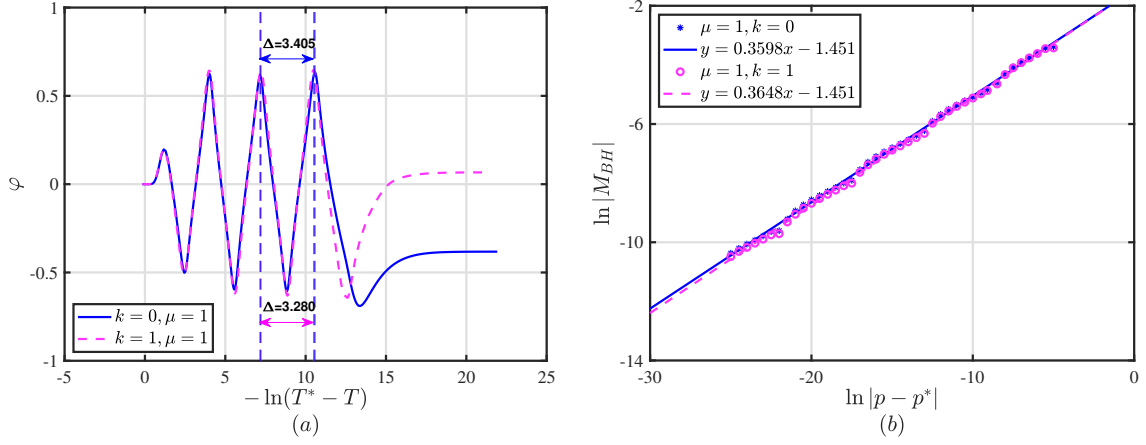 1
0.5
0
-0.5
-1
φ
Δ=3.405
Δ=3.280
k = 0, μ = 1
k = 1, μ = 1
-5 0 5 10 15 20 25
− ln(T* − T)
(a)
-2
-6
-10
-14
ln |M_BH|
μ = 1, k = 0
y = 0.3598x − 1.451
μ = 1, k = 1
y = 0.3648x − 1.451
-30 -20 -10 0
ln |p − p*|
(b)